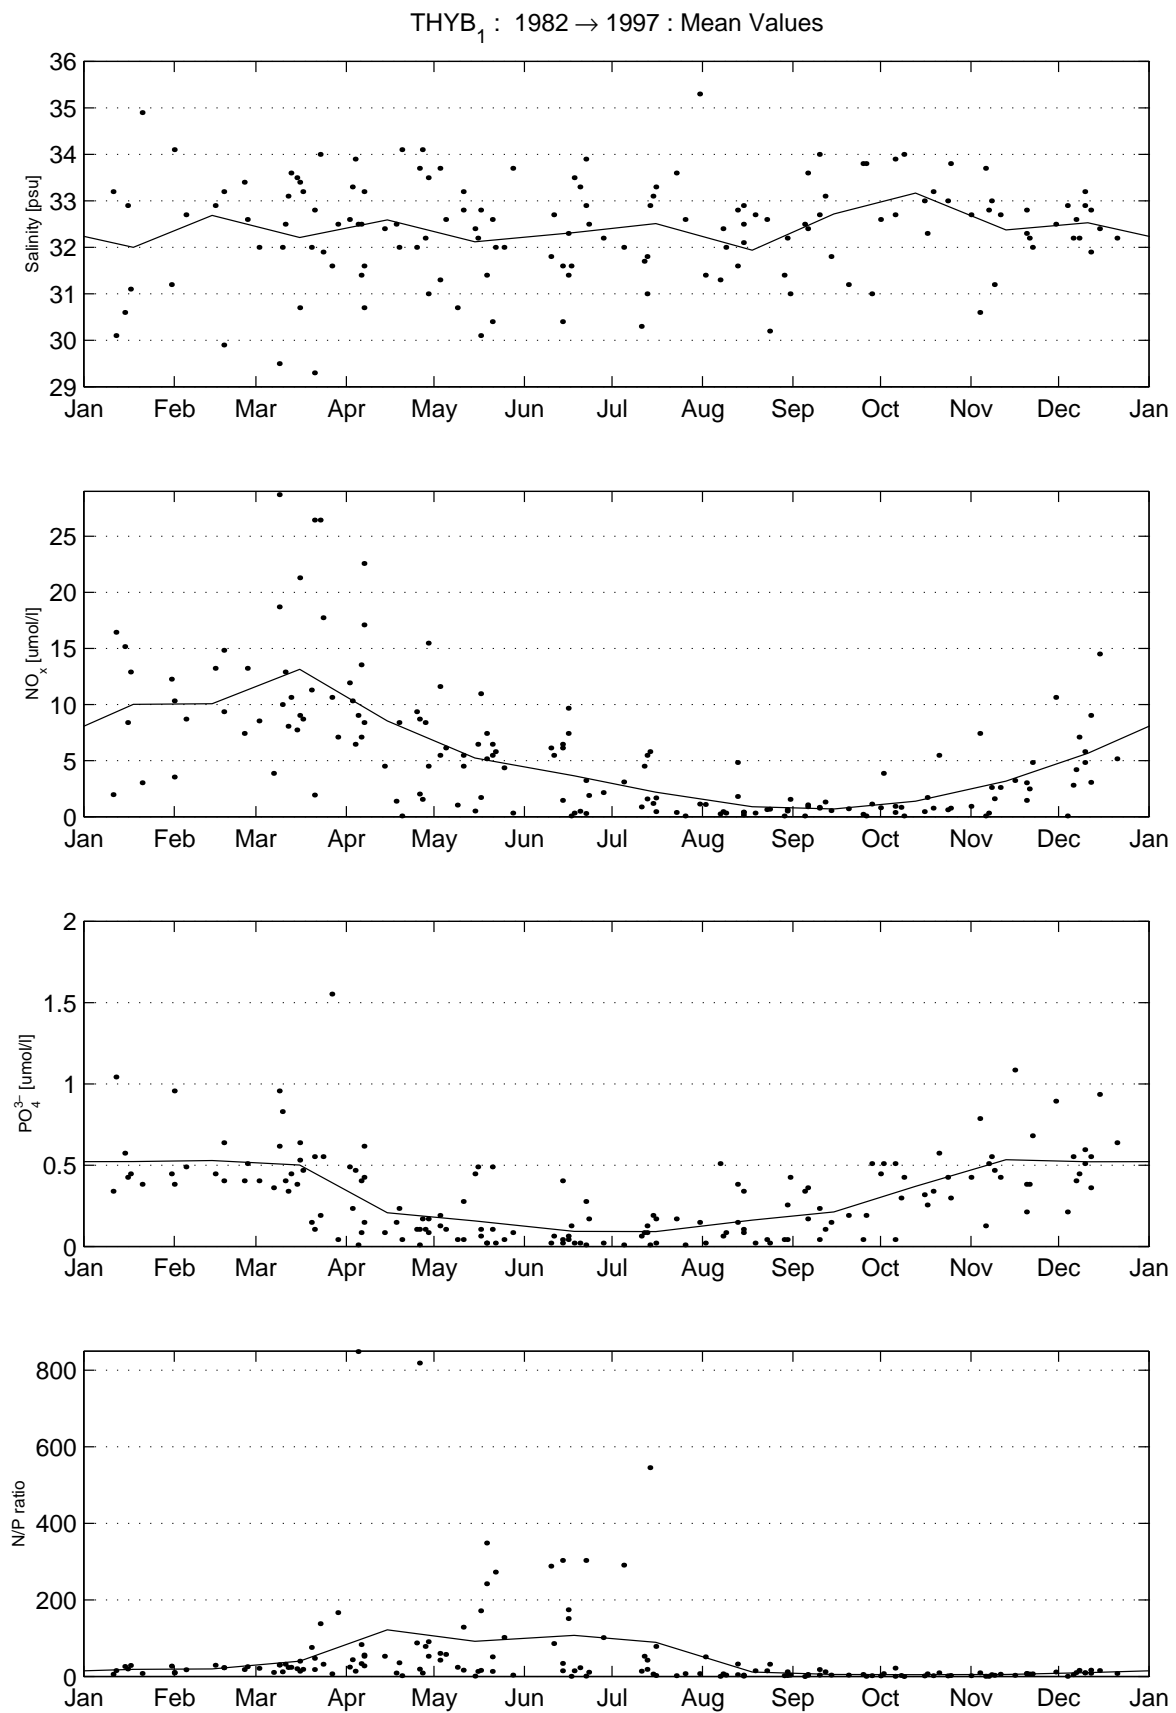 THYB₁ : 1982 → 1997 : Mean Values
36
35
34
33
32
31
30
29
Salinity [psu]
Jan Feb Mar Apr May Jun Jul Aug Sep Oct Nov Dec Jan
25
20
15
10
5
0
NOₓ [umol/l]
Jan Feb Mar Apr May Jun Jul Aug Sep Oct Nov Dec Jan
2
1.5
1
0.5
0
PO₄³⁻ [umol/l]
Jan Feb Mar Apr May Jun Jul Aug Sep Oct Nov Dec Jan
800
600
400
200
0
N/P ratio
Jan Feb Mar Apr May Jun Jul Aug Sep Oct Nov Dec Jan